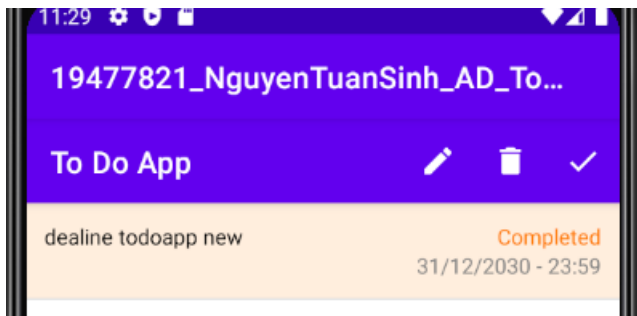 11:29
19477821_NguyenTuanSinh_AD_To...
To Do App
dealine todoapp new
Completed
31/12/2030 - 23:59